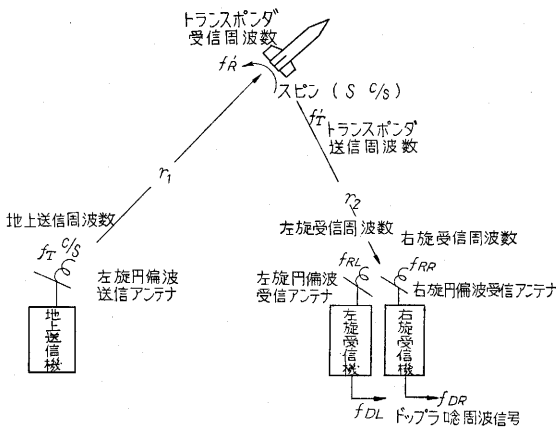 トランスポンダ
受信周波数
f'R
スピン ( S c/s )
f'T
トランスポンダ
送信周波数
r1
r2
地上送信周波数
fT c/s
左旋円偏波
送信アンテナ
地上送信機
左旋受信周波数
右旋受信周波数
fRL
fRR
左旋円偏波
受信アンテナ
右旋円偏波受信アンテナ
左旋受信機
右旋受信機
fDL
fDR
ドップラ唸周波信号